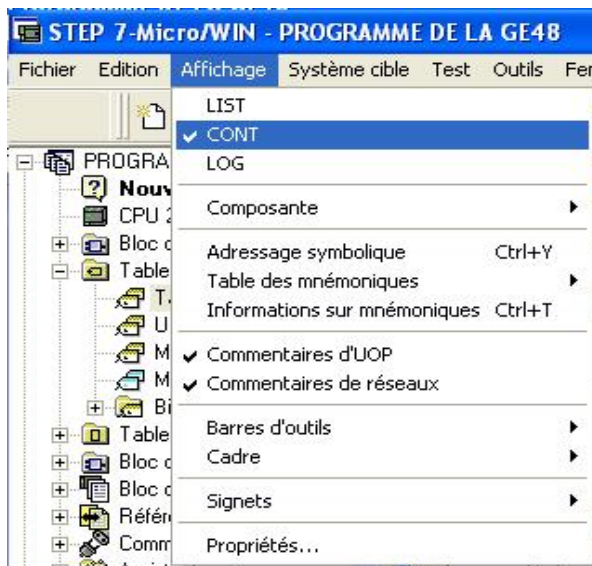 STEP 7-Micro/WIN - PROGRAMME DE LA GE48
Fichier Edition Affichage Système cible Test Outils
LIST
CONT
LOG
Composante
Adressage symbolique Ctrl+Y
Table des mnémoniques
Informations sur mnémoniques Ctrl+T
Commentaires d'UOP
Commentaires de réseaux
Barres d'outils
Cadre
Signets
Propriétés...
PROGRA
Nouv
CPU 2
Bloc d
Table
T
U
M
M
Bi
Table
Bloc d
Bloc d
Référ
Comm